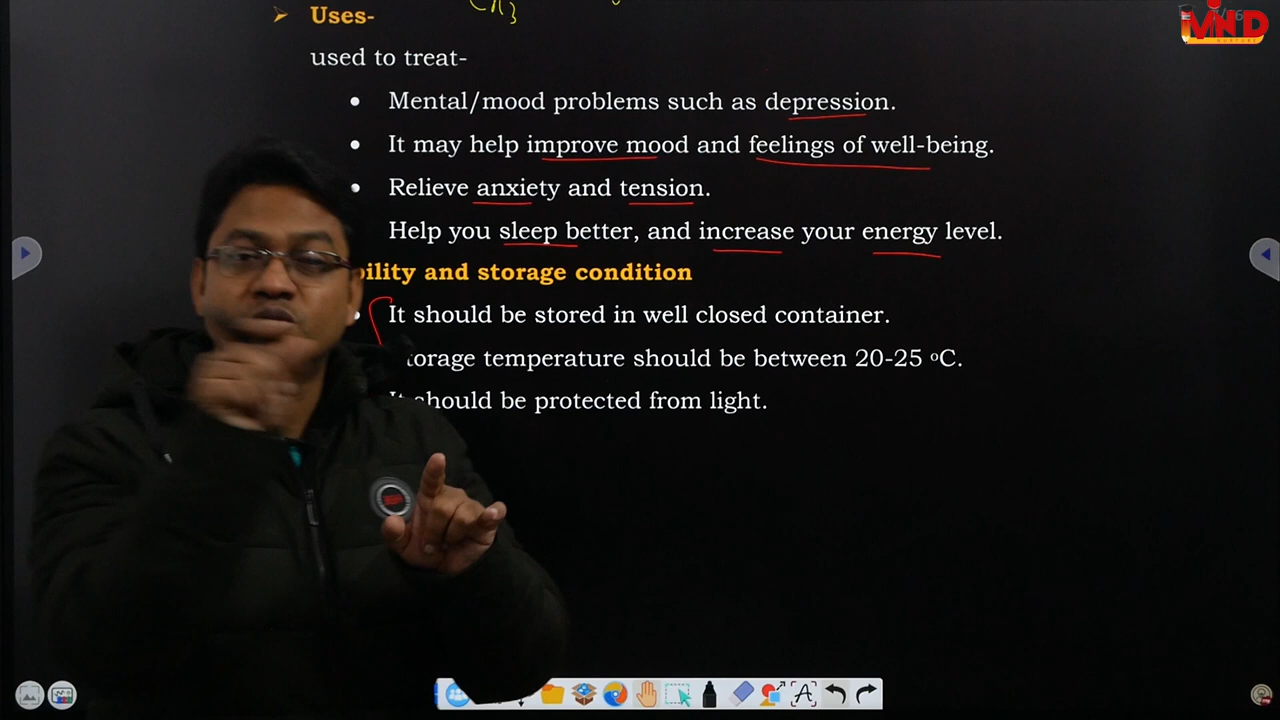 CH3
➤ Uses-
used to treat-
• Mental/mood problems such as depression.
• It may help improve mood and feelings of well-being.
• Relieve anxiety and tension.
Help you sleep better, and increase your energy level.
bility and storage condition
• It should be stored in well closed container.
torage temperature should be between 20-25 ºC.
It should be protected from light.